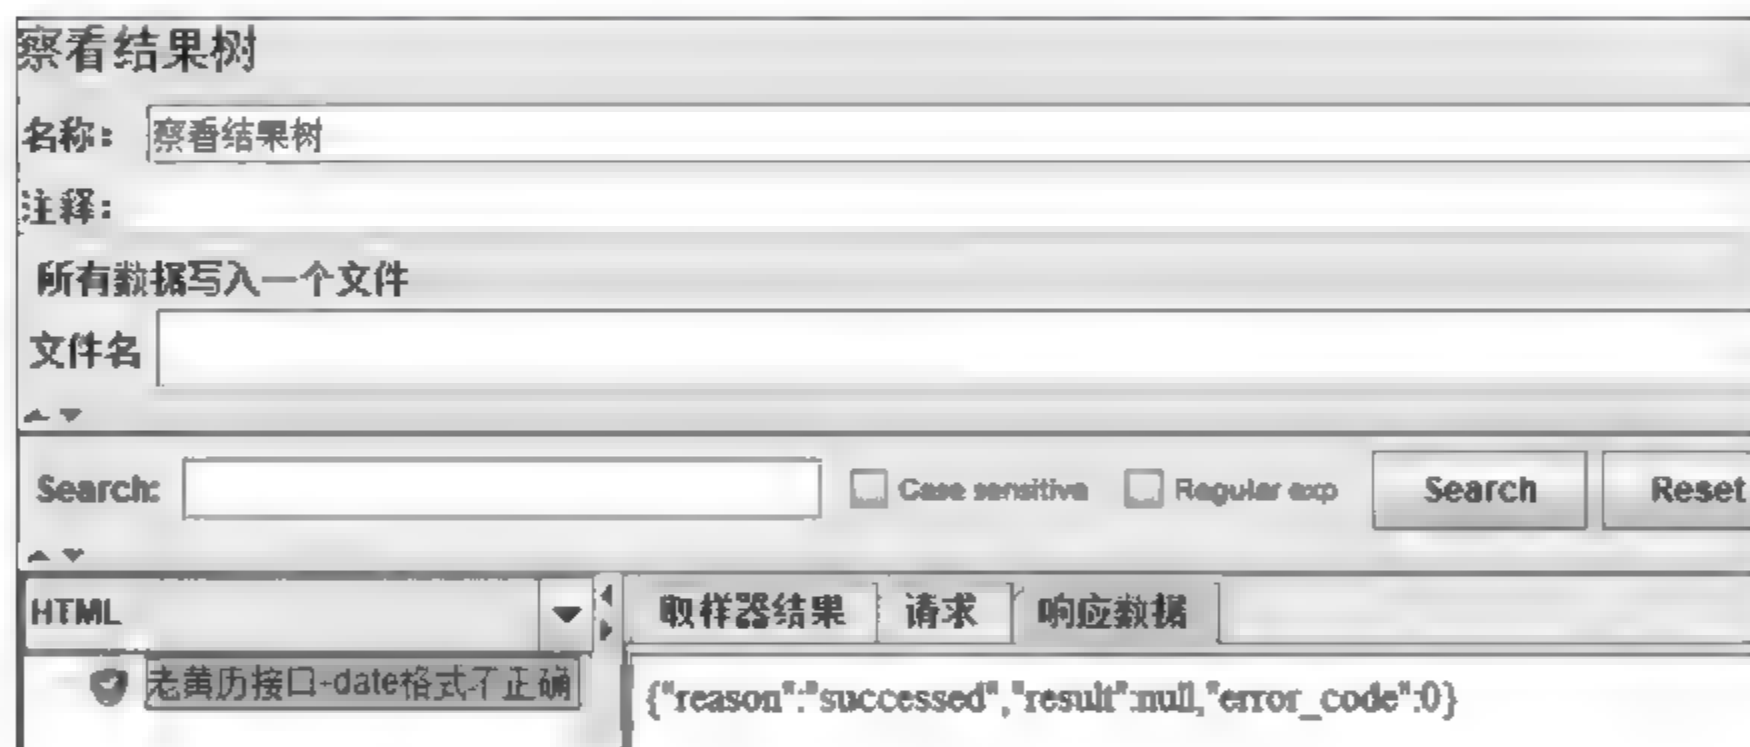 察看结果树
名称： 察看结果树
注释：
所有数据写入一个文件
文件名
Search: Case sensitive Regular exp Search Reset
HTML 取样器结果 请求 响应数据
老黄历接口-date格式不正确 {"reason":"successed","result":null,"error_code":0}